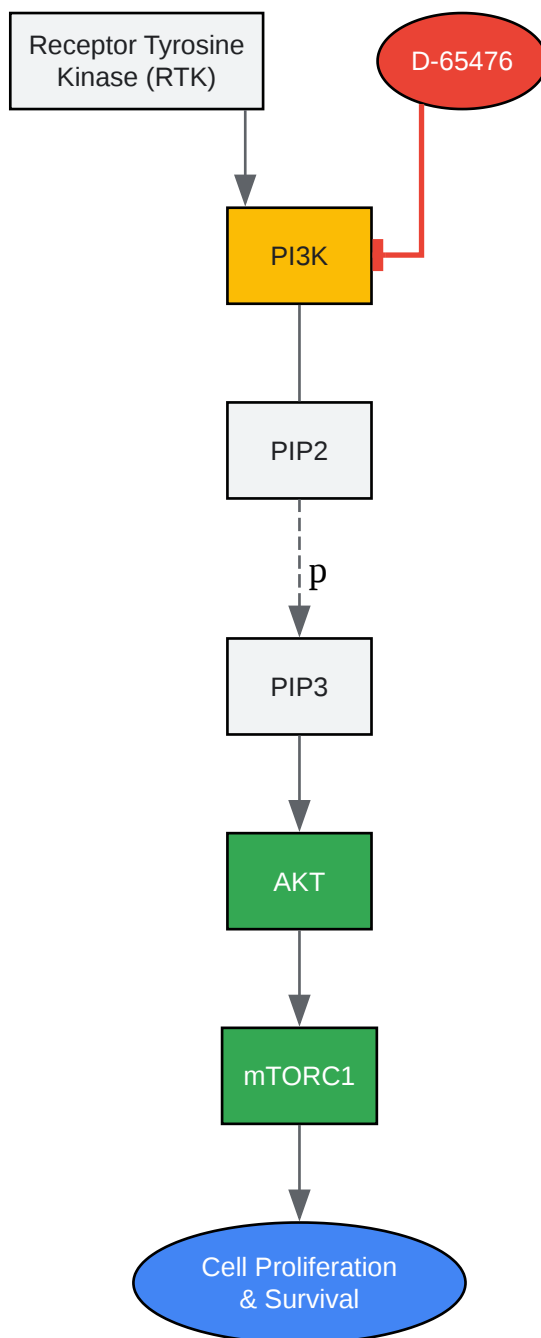 Receptor Tyrosine
Kinase (RTK)
D-65476
PI3K
PIP2
p
PIP3
AKT
mTORC1
Cell Proliferation
& Survival